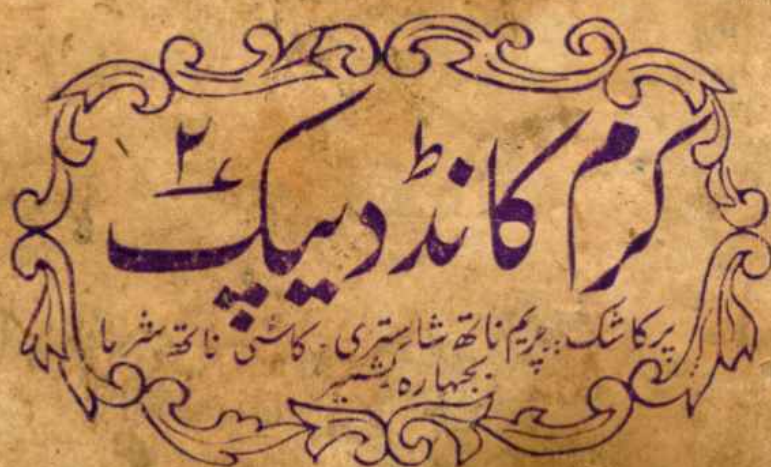 کرم کانڈ دیپک ۲
پرکاشک:: پریم ناتھ شاستری۔ کاشی ناتھ شرما
بجبہارہ کشمیر